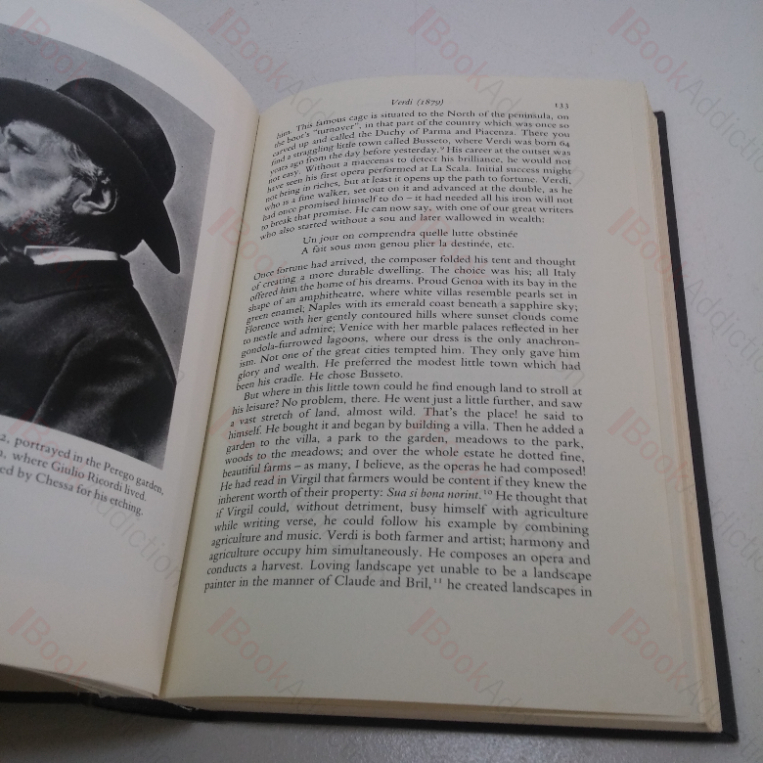 2, portrayed in the Perego garden,
where Giulio Ricordi lived.
ed by Chessa for his etching.
Verdi (1879)
133
him. This famous cage is situated to the North of the peninsula, on
the boot's "turnover", in that part of the country which was once so
carved up and called the Duchy of Parma and Piacenza. There you
find a straggling little town called Busseto, where Verdi was born 64
years ago from the day before yesterday.9 His career at the outset was
not easy. Without a maecenas to detect his brilliance, he would not
have seen his first opera performed at La Scala. Initial success might
not bring in riches, but at least it opens up the path to fortune. Verdi,
who is a fine walker, set out on it and advanced at the double, as he
had once promised himself to do – it had needed all his iron will not
to break that promise. He can now say, with one of our great writers
who also started without a sou and later wallowed in wealth:
Un jour on comprendra quelle lutte obstinée
A fait sous mon genou plier la destinée, etc.
Once fortune had arrived, the composer folded his tent and thought
of creating a more durable dwelling. The choice was his; all Italy
offered him the home of his dreams. Proud Genoa with its bay in the
shape of an amphitheatre, where white villas resemble pearls set in
green enamel; Naples with its emerald coast beneath a sapphire sky;
Florence with her gently contoured hills where sunset clouds come
to nestle and admire; Venice with her marble palaces reflected in her
gondola-furrowed lagoons, where our dress is the only anachron-
ism. Not one of the great cities tempted him. They only gave him
glory and wealth. He preferred the modest little town which had
been his cradle. He chose Busseto.
But where in this little town could he find enough land to stroll at
his leisure? No problem, there. He went just a little further, and saw
a vast stretch of land, almost wild. That's the place! he said to
himself. He bought it and began by building a villa. Then he added a
garden to the villa, a park to the garden, meadows to the park,
woods to the meadows; and over the whole estate he dotted fine,
beautiful farms – as many, I believe, as the operas he had composed!
He had read in Virgil that farmers would be content if they knew the
inherent worth of their property: Sua si bona norint.10 He thought that
if Virgil could, without detriment, busy himself with agriculture
while writing verse, he could follow his example by combining
agriculture and music. Verdi is both farmer and artist; harmony and
agriculture occupy him simultaneously. He composes an opera and
conducts a harvest. Loving landscape yet unable to be a landscape
painter in the manner of Claude and Bril,11 he created landscapes in
BookAddiction